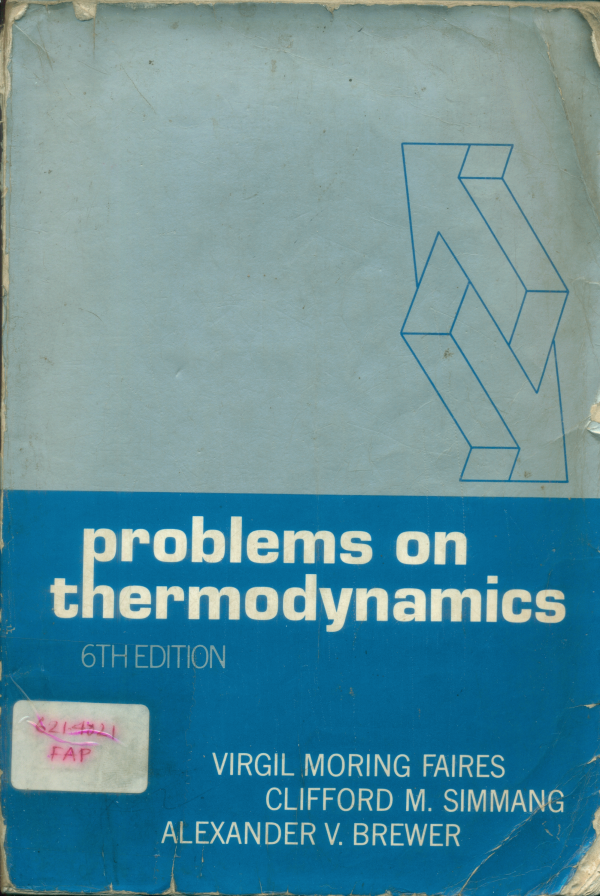 problems on
thermodynamics
6TH EDITION
FAP
VIRGIL MORING FAIRES
CLIFFORD M. SIMMANG
ALEXANDER V. BREWER